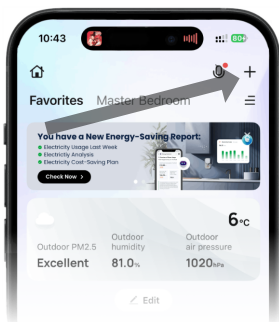 10:43
80
Favorites Master Bedroom
You have a New Energy-Saving Report:
Electricity Usage Last Week
Electricity Analysis
Electricity Cost-Saving Plan
Check Now >
6°C
Outdoor PM2.5
Excellent
Outdoor
humidity
81.0%
Outdoor
air pressure
1020hPa
Edit